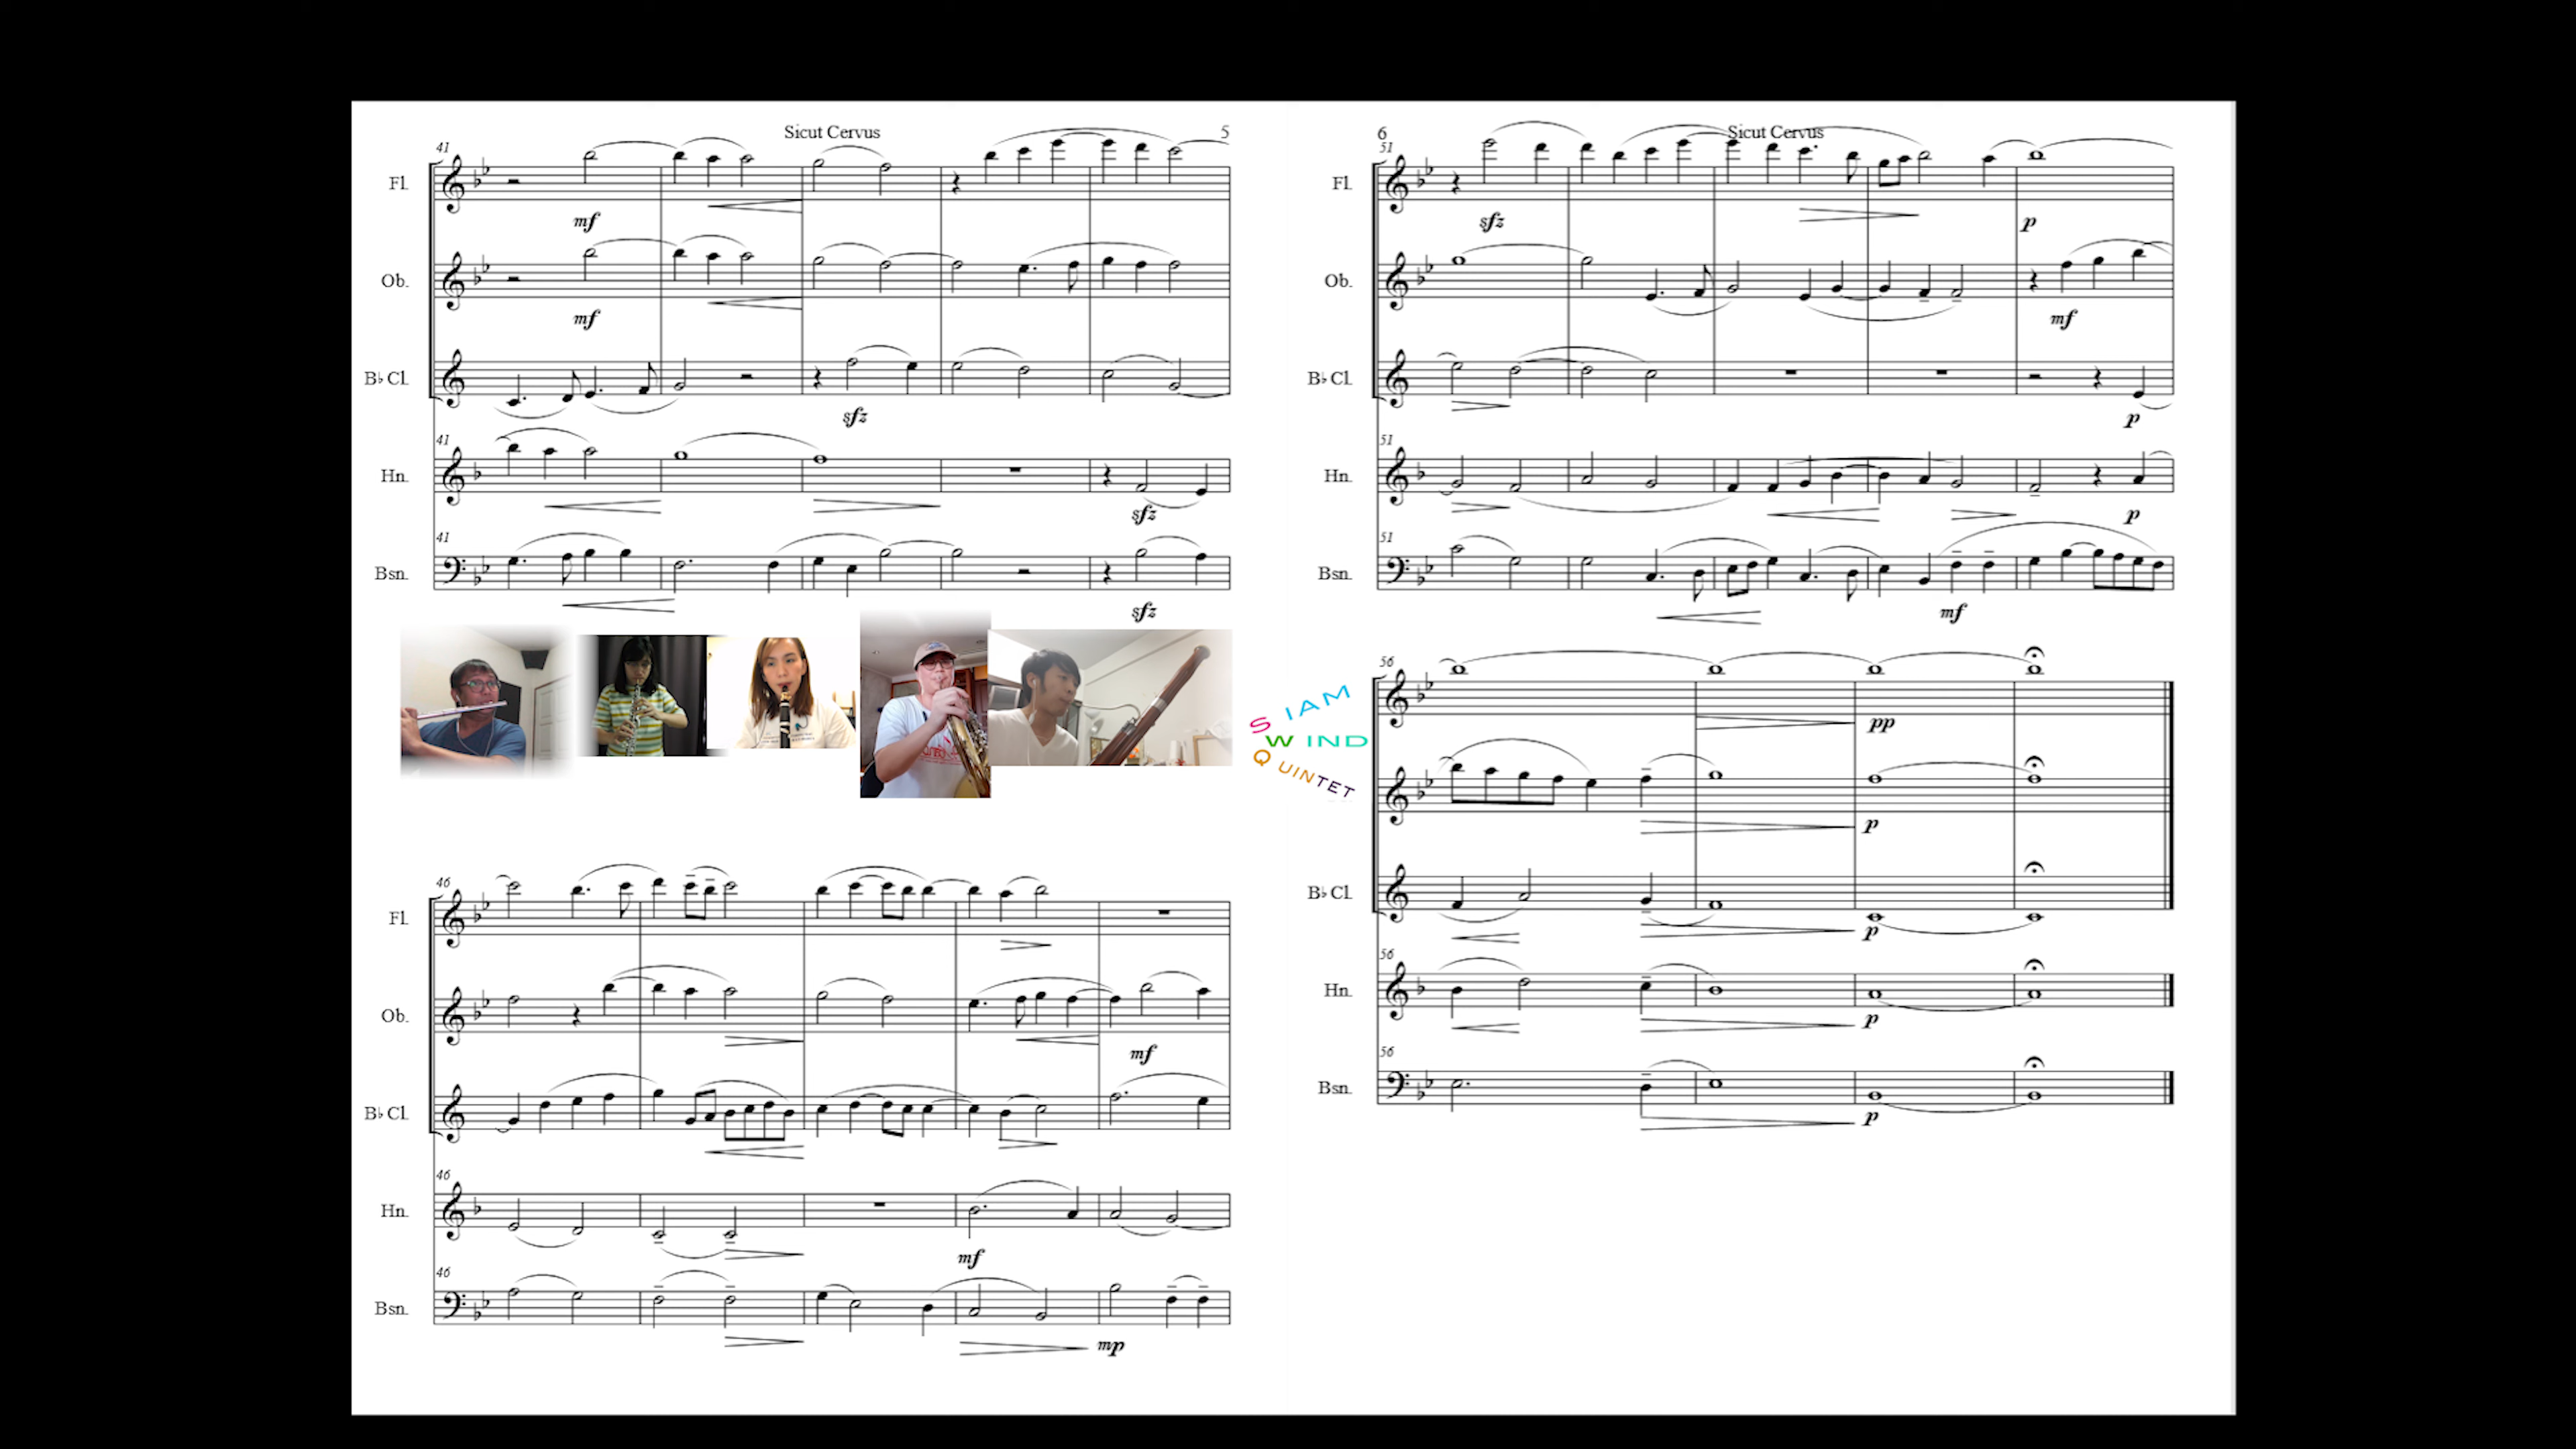 Sicut Cervus 5
41
Fl.
mf
Ob.
mf
B♭ Cl.
sfz
41
Hn.
sfz
41
Bsn.
sfz
46
Fl.
Ob.
mf
B♭ Cl.
46
Hn.
mf
46
Bsn.
mp
SIAM
WIND
QUINTET
6 Sicut Cervus
51
Fl.
sfz p
Ob.
mf
B♭ Cl.
p
51
Hn.
p
51
Bsn.
mf
56
pp
p
B♭ Cl.
p
56
Hn.
p
56
Bsn.
p